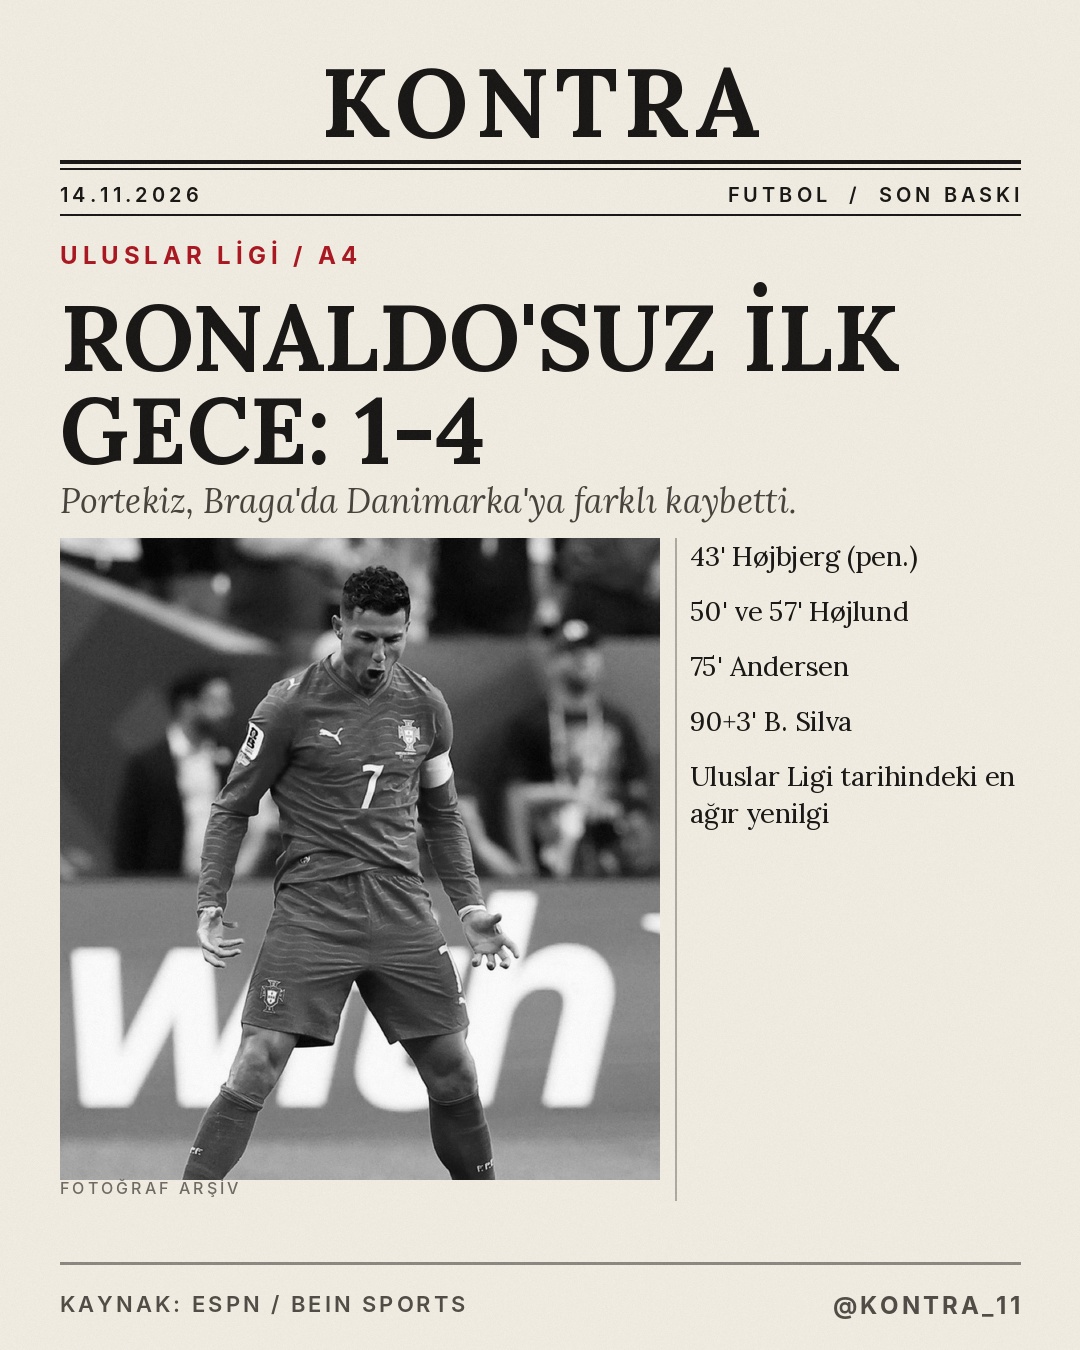 KONTRA
14.11.2026
FUTBOL / SON BASKI
ULUSLAR LİGİ / A4
RONALDO'SUZ İLK
GECE: 1–4
Portekiz, Braga'da Danimarka'ya farklı kaybetti.
43' Højbjerg (pen.)
50' ve 57' Højlund
75' Andersen
90+3' B. Silva
Uluslar Ligi tarihindeki en
ağır yenilgi
7
wich
FOTOĞRAF ARŞİV
KAYNAK: ESPN / BEIN SPORTS
@KONTRA_11